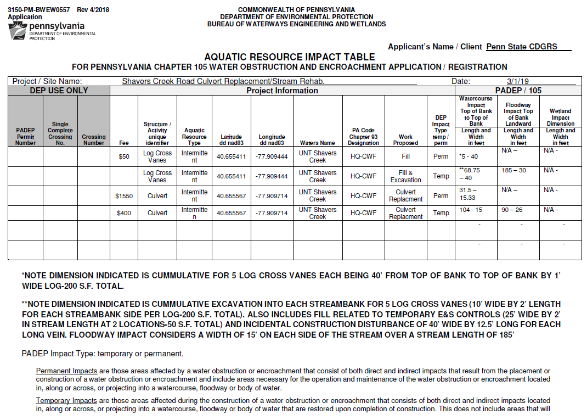 3150-PM-BWEW0557 Rev 4/2018
Application
pennsylvania
DEPARTMENT OF ENVIRONMENTAL
PROTECTION
COMMONWEALTH OF PENNSYLVANIA
DEPARTMENT OF ENVIRONMENTAL PROTECTION
BUREAU OF WATERWAYS ENGINEERING AND WETLANDS
Applicant's Name / Client Penn State CDGRS
AQUATIC RESOURCE IMPACT TABLE
FOR PENNSYLVANIA CHAPTER 105 WATER OBSTRUCTION AND ENCROACHMENT APPLICATION / REGISTRATION
Project / Site Name: Shavers Creek Road Culvert Replacement/Stream Rehab. Date: 3/1/19
DEP USE ONLY Project Information PADEP / 105
PADEP Permit Number Single Complete Crossing No. Crossing Number Fee Structure / Activity unique identifier Aquatic Resource Type Latitude dd nad83 Longitude dd nad83 Waters Name PA Code Chapter 93 Designation Work Proposed DEP Impact Type temp / perm Watercourse Impact Top of Bank to Top of Bank Length and Width in feet Floodway Impact Top of Bank Landward Length and Width in feet Wetland Impact Dimension Length and Width in feet
$50 Log Cross Vanes Intermittent 40.655411 -77.909444 UNT Shavers Creek HQ-CWF Fill Perm *5 - 40 N/A – N/A -
Log Cross Vanes Intermittent 40.655411 -77.909444 UNT Shavers Creek HQ-CWF Fill & Excavation Temp **68.75 – 40 185 – 30 N/A -
$1550 Culvert Intermittent 40.655567 -77.909714 UNT Shavers Creek HQ-CWF Culvert Replacment Perm 31.5 – 15.33 N/A – N/A -
$400 Culvert Intermitten 40.655567 -77.909714 UNT Shavers Creek HQ-CWF Culvert Replacment Temp 104 - 15 90 – 26 N/A -
- - -
- - -
*NOTE DIMENSION INDICATED IS CUMMULATIVE FOR 5 LOG CROSS VANES EACH BEING 40' FROM TOP OF BANK TO TOP OF BANK BY 1'
WIDE LOG-200 S.F. TOTAL.
**NOTE DIMENSION INDICATED IS CUMMULATIVE EXCAVATION INTO EACH STREAMBANK FOR 5 LOG CROSS VANES (10' WIDE BY 2' LENGTH
FOR EACH STREAMBANK SIDE PER LOG-200 S.F. TOTAL). ALSO INCLUDES FILL RELATED TO TEMPORARY E&S CONTROLS (25' WIDE BY 2'
IN STREAM LENGTH AT 2 LOCATIONS-50 S.F. TOTAL) AND INCIDENTAL CONSTRUCTION DISTURBANCE OF 40' WIDE BY 12.5' LONG FOR EACH
LONG VEIN. FLOODWAY IMPACT CONSIDERS A WIDTH OF 15' ON EACH SIDE OF THE STREAM OVER A STREAM LENGTH OF 185'
PADEP Impact Type: temporary or permanent.
Permanent Impacts are those areas affected by a water obstruction or encroachment that consist of both direct and indirect impacts that result from the placement or
construction of a water obstruction or encroachment and include areas necessary for the operation and maintenance of the water obstruction or encroachment located
in, along or across, or projecting into a watercourse, floodway or body of water.
Temporary Impacts are those areas affected during the construction of a water obstruction or encroachment that consists of both direct and indirect impacts located
in, along or across, or projecting into a watercourse, floodway or body of water that are restored upon completion of construction. This does not include areas that will